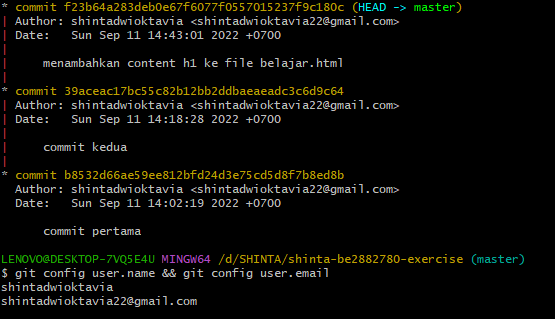 * commit f23b64a283deb0e67f6077f0557015237f9c180c (HEAD -> master)
| Author: shintadwioktavia <shintadwioktavia22@gmail.com>
| Date:   Sun Sep 11 14:43:01 2022 +0700
|
|     menambahkan content h1 ke file belajar.html
|
* commit 39aceac17bc55c82b12bb2ddbaeaeadc3c6d9c64
| Author: shintadwioktavia <shintadwioktavia22@gmail.com>
| Date:   Sun Sep 11 14:18:28 2022 +0700
|
|     commit kedua
|
* commit b8532d66ae59ee812bfd24d3e75cd5d8f7b8ed8b
  Author: shintadwioktavia <shintadwioktavia22@gmail.com>
  Date:   Sun Sep 11 14:02:19 2022 +0700

      commit pertama

LENOVO@DESKTOP-7VQ5E4U MINGW64 /d/SHINTA/shinta-be2882780-exercise (master)
$ git config user.name && git config user.email
shintadwioktavia
shintadwioktavia22@gmail.com